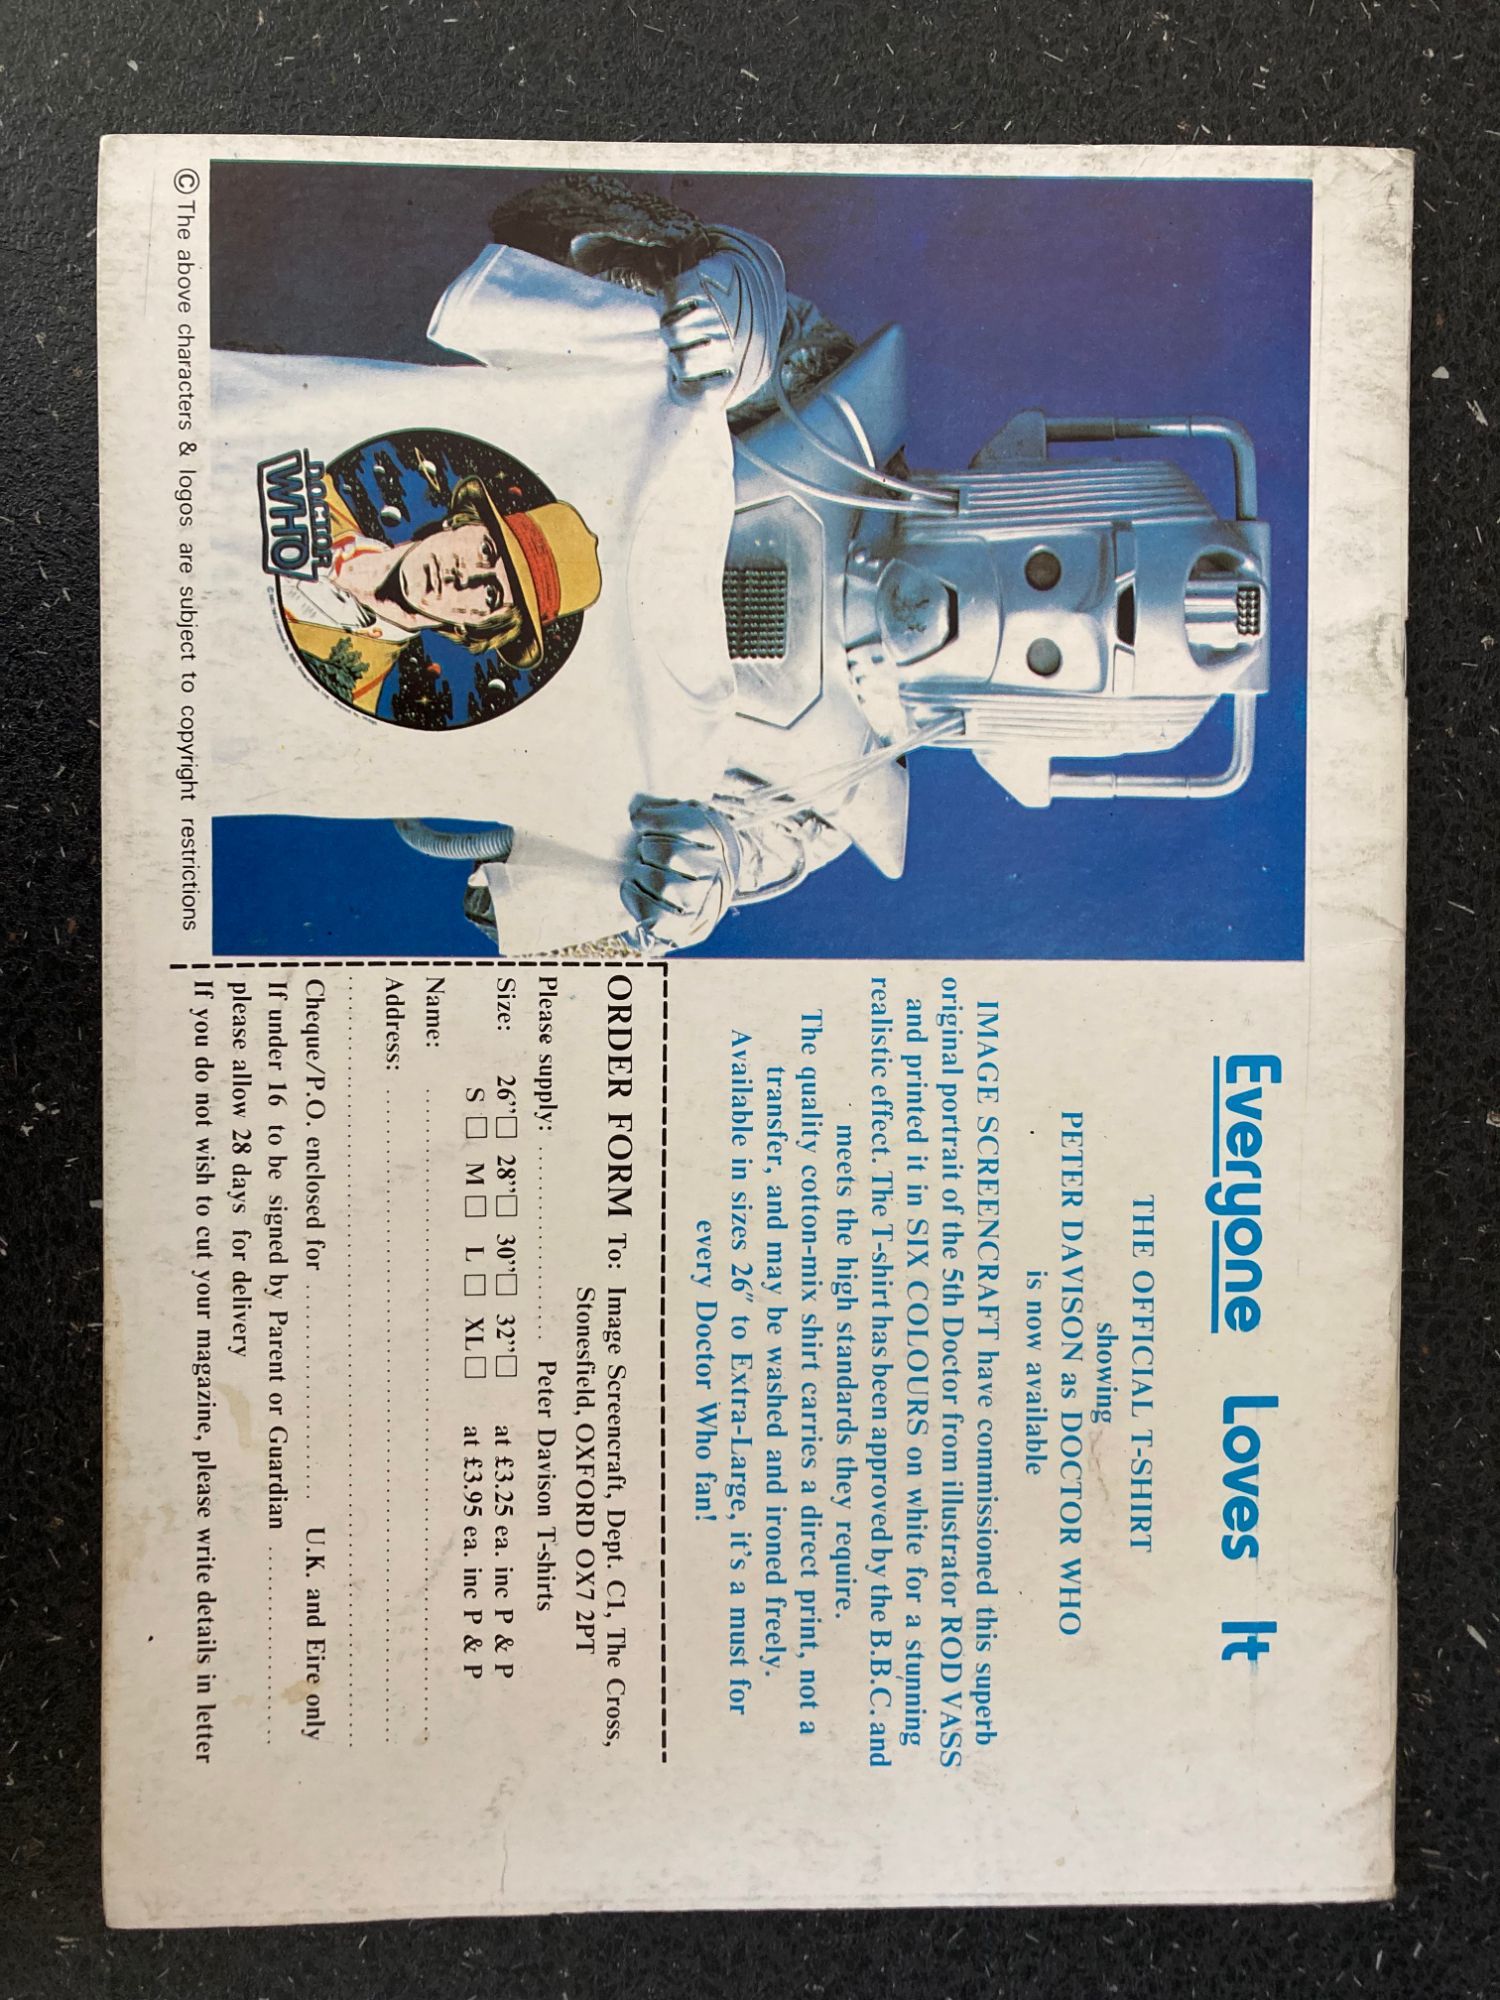 Everyone Loves It
THE OFFICIAL T-SHIRT
showing
PETER DAVISON as DOCTOR WHO
is now available
IMAGE SCREENCRAFT have commissioned this superb
original portrait of the 5th Doctor from illustrator ROD VASS
and printed it in SIX COLOURS on white for a stunning
realistic effect. The T-shirt has been approved by the B.B.C. and
meets the high standards they require.
The quality cotton-mix shirt carries a direct print, not a
transfer, and may be washed and ironed freely.
Available in sizes 26" to Extra-Large, it's a must for
every Doctor Who fan!
DOCTOR
WHO
© The above characters & logos are subject to copyright restrictions
ORDER FORM To: Image Screencraft, Dept. C1, The Cross,
Stonesfield, OXFORD OX7 2PT
Please supply: .................. Peter Davison T-shirts
Size: 26"□ 28"□ 30"□ 32"□ at £3.25 ea. inc P & P
S □ M □ L □ XL □ at £3.95 ea. inc P & P
Name: ..................
Address: ..................
..................
Cheque/P.O. enclosed for .................. U.K. and Eire only
If under 16 to be signed by Parent or Guardian ..................
please allow 28 days for delivery
If you do not wish to cut your magazine, please write details in letter